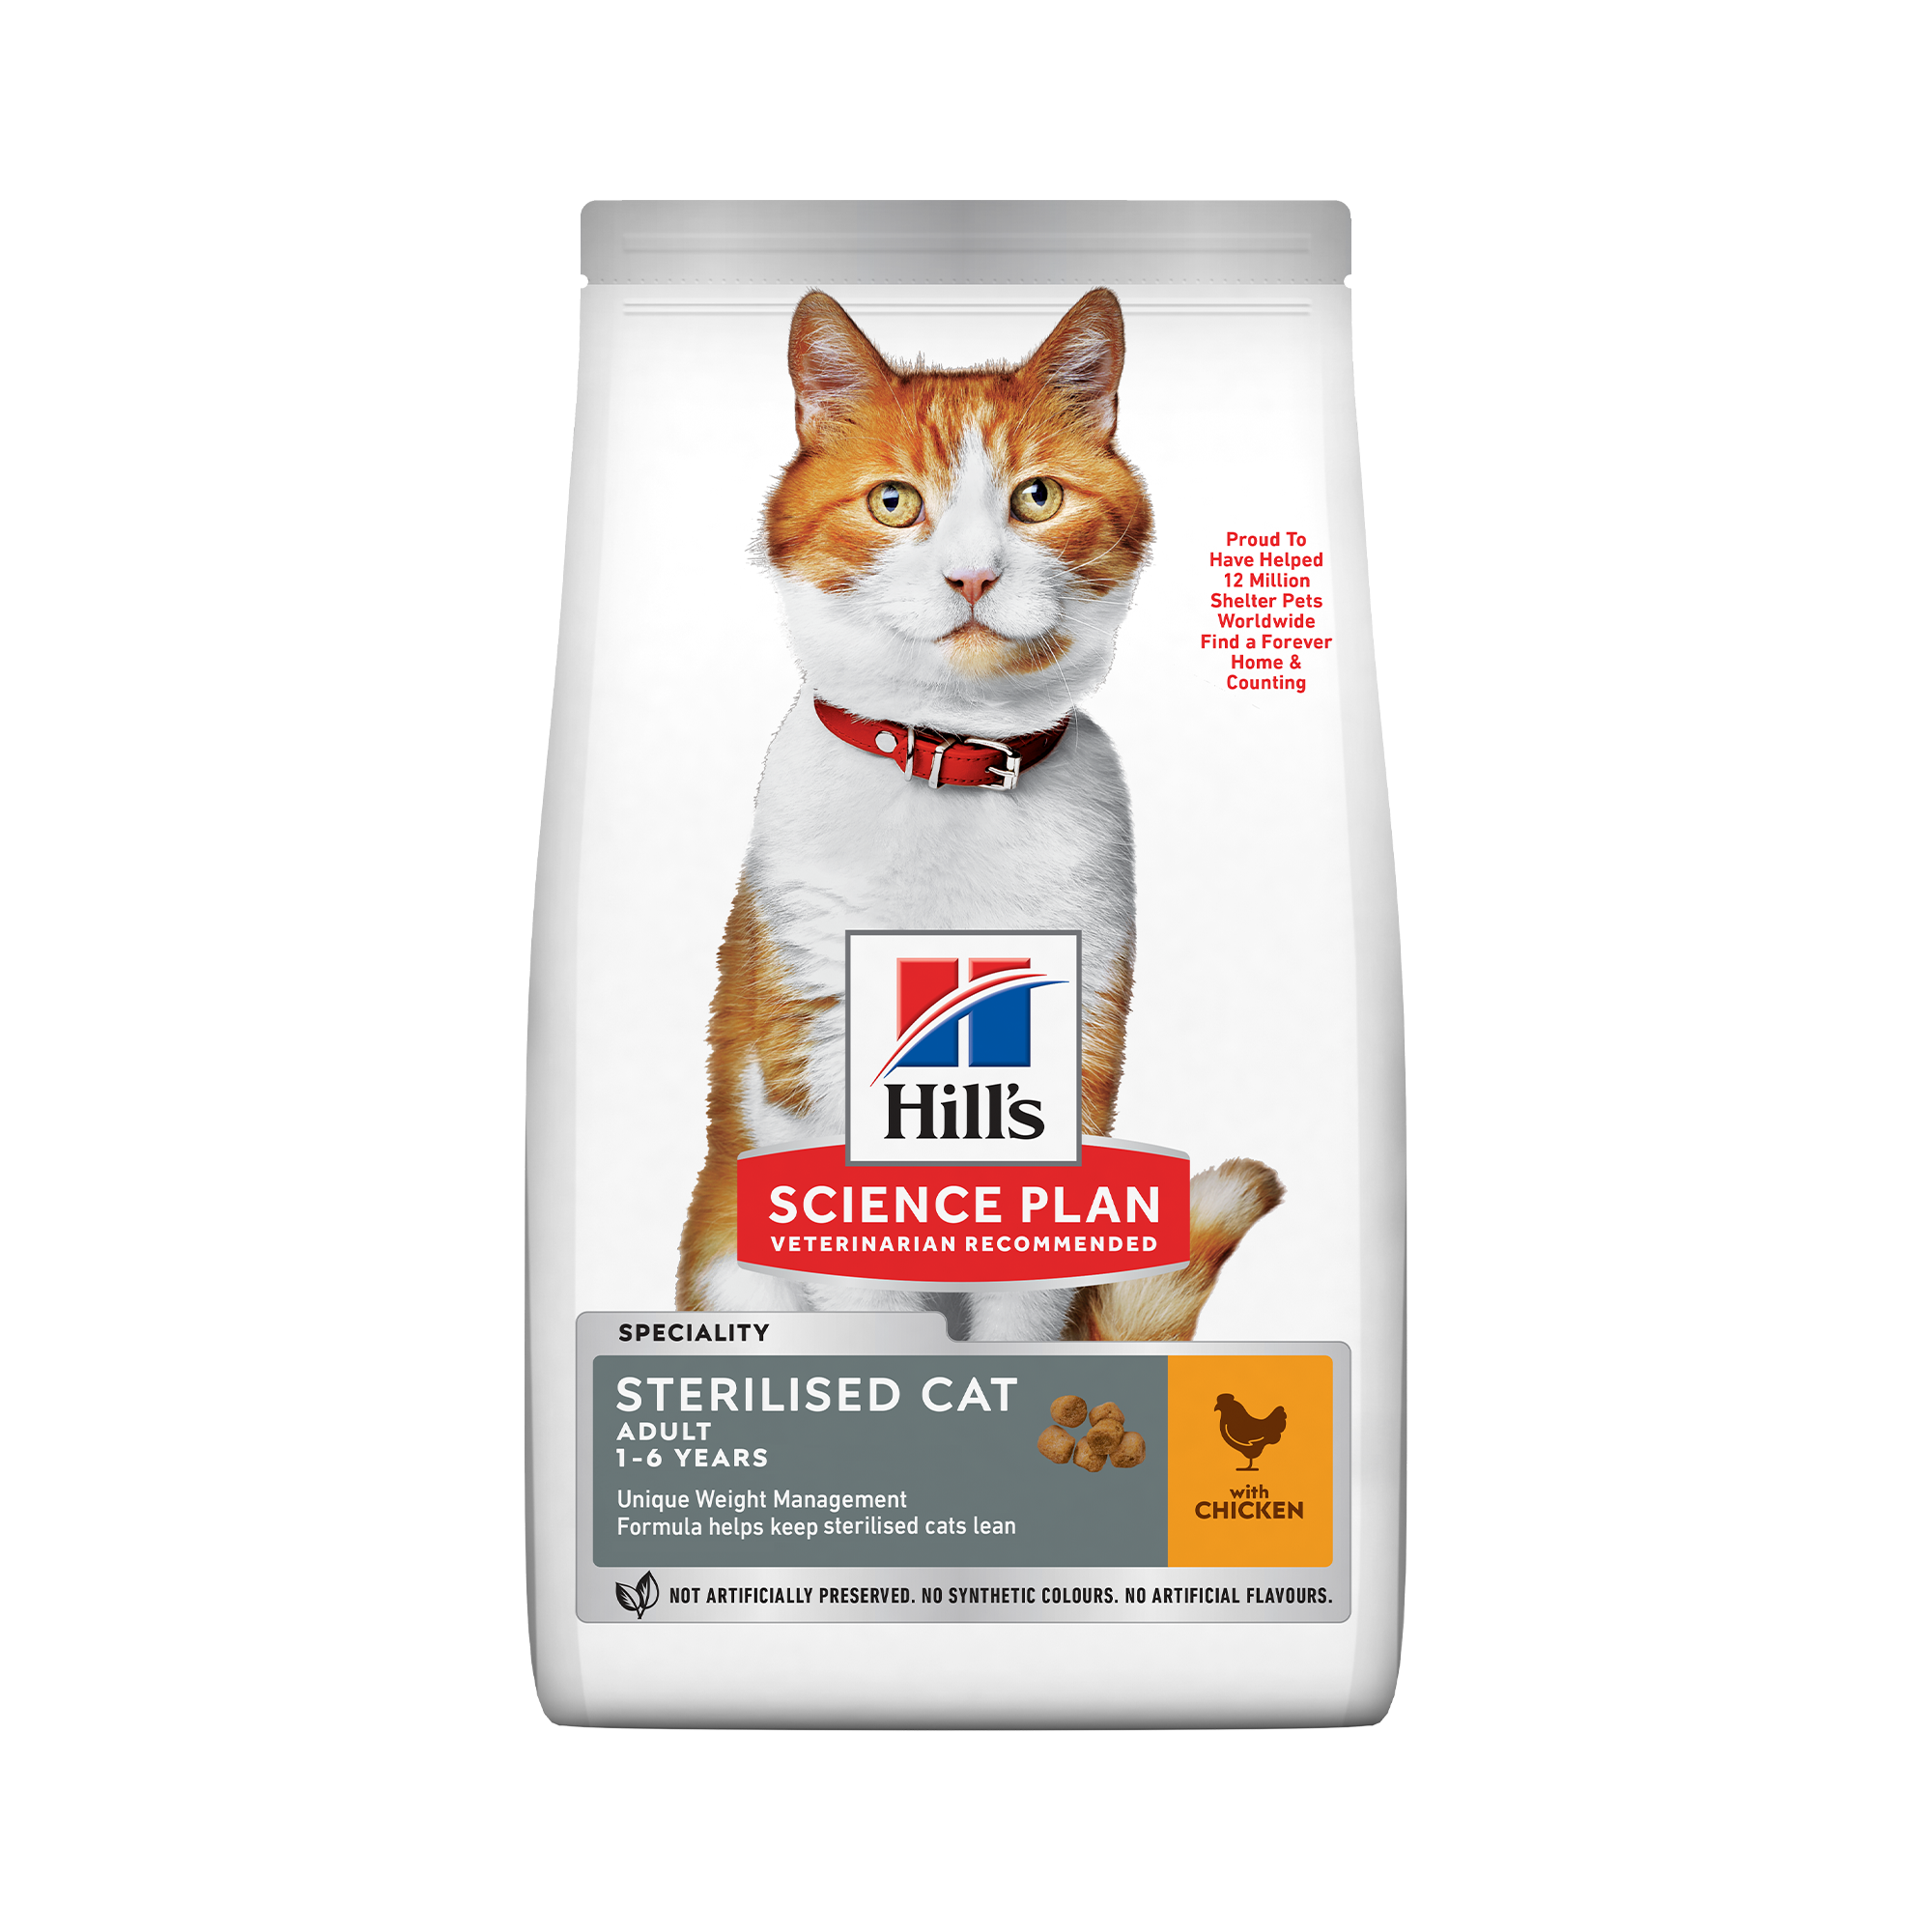 Proud To
Have Helped
12 Million
Shelter Pets
Worldwide
Find a Forever
Home &
Counting
Hill's
SCIENCE PLAN
VETERINARIAN RECOMMENDED
SPECIALITY
STERILISED CAT
ADULT
1-6 YEARS
Unique Weight Management
Formula helps keep sterilised cats lean
with
CHICKEN
NOT ARTIFICIALLY PRESERVED. NO SYNTHETIC COLOURS. NO ARTIFICIAL FLAVOURS.